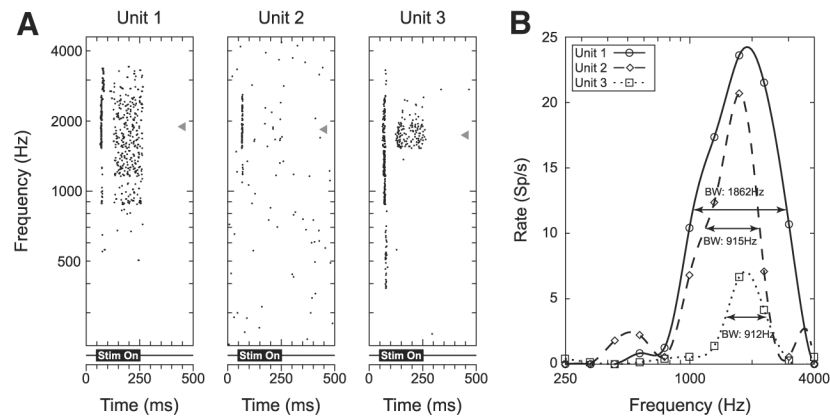 A
Unit 1
Unit 2
Unit 3
Frequency (Hz)
4000
2000
1000
500
Stim On
Stim On
Stim On
0 250 500
0 250 500
0 250 500
Time (ms)
Time (ms)
Time (ms)
B
Unit 1
Unit 2
Unit 3
Rate (Sp/s)
25
20
15
10
5
0
BW: 1862Hz
BW: 915Hz
BW: 912Hz
250 1000 4000
Frequency (Hz)